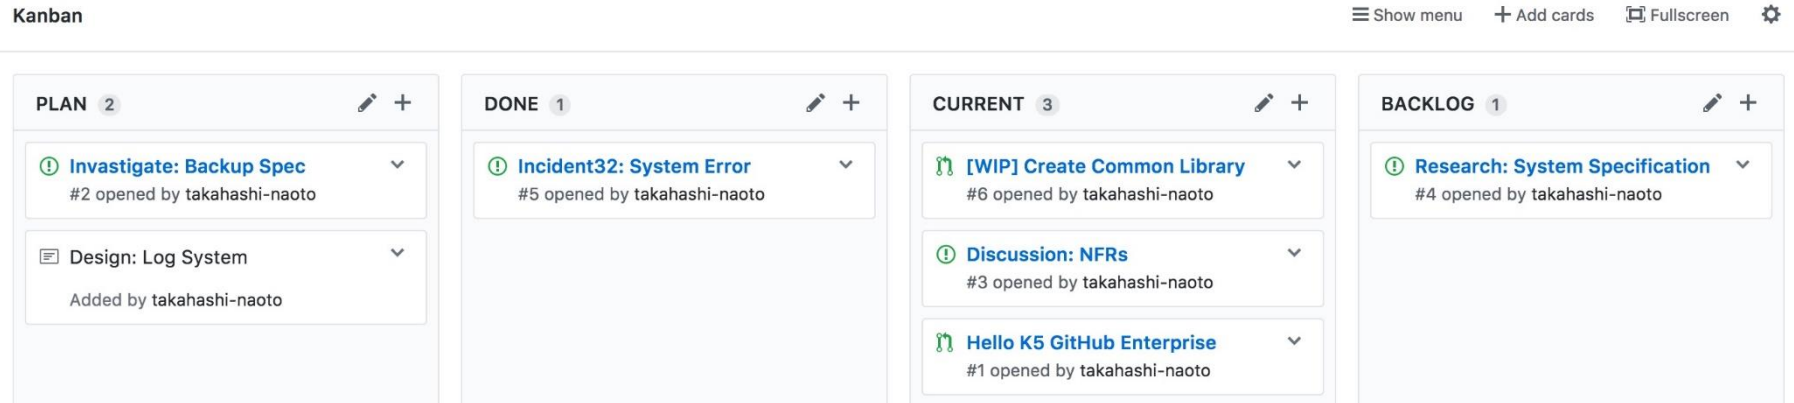 Kanban
Show menu
Add cards
Fullscreen
PLAN 2
Invastigate: Backup Spec
#2 opened by takahashi-naoto
Design: Log System
Added by takahashi-naoto
DONE 1
Incident32: System Error
#5 opened by takahashi-naoto
CURRENT 3
[WIP] Create Common Library
#6 opened by takahashi-naoto
Discussion: NFRs
#3 opened by takahashi-naoto
Hello K5 GitHub Enterprise
#1 opened by takahashi-naoto
BACKLOG 1
Research: System Specification
#4 opened by takahashi-naoto